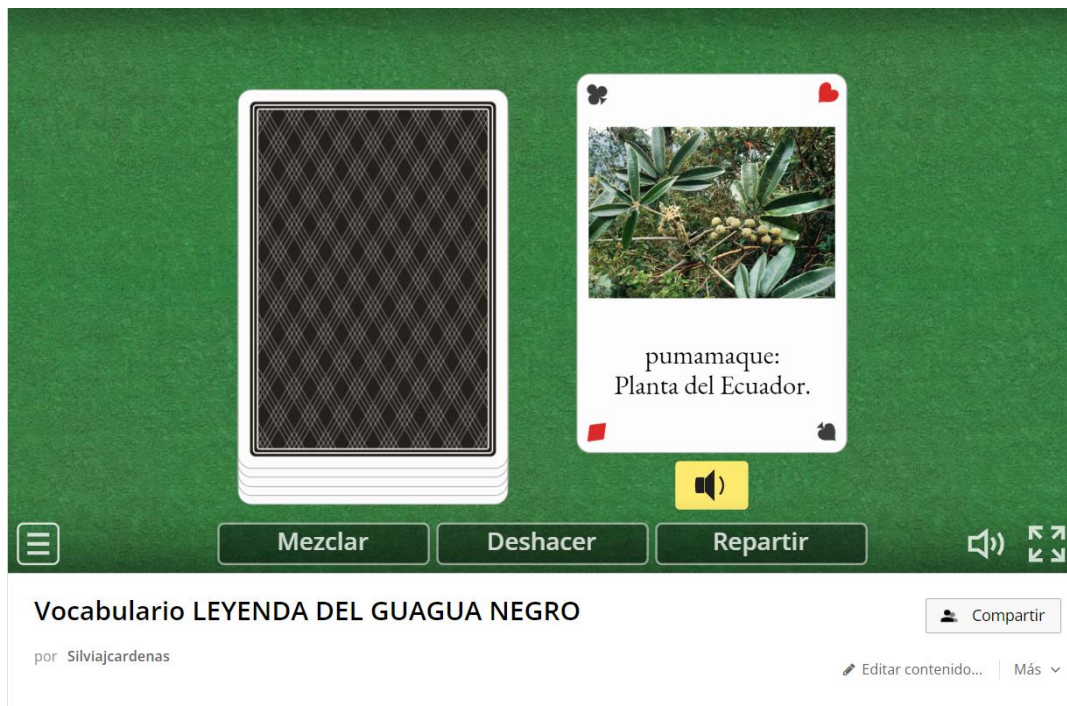 pumamaque:
Planta del Ecuador.
Mezclar
Deshacer
Repartir
Vocabulario LEYENDA DEL GUAGUA NEGRO
Compartir
por Silviajcardenas
Editar contenido...
Más